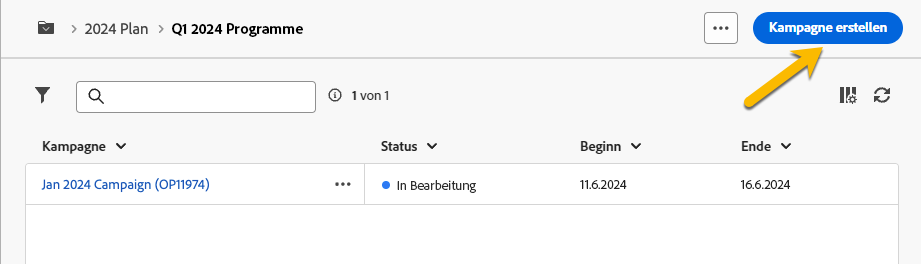 2024 Plan Q1 2024 Programme Kampagne erstellen
1 von 1
Kampagne Status Beginn Ende
Jan 2024 Campaign (OP11974) In Bearbeitung 11.6.2024 16.6.2024